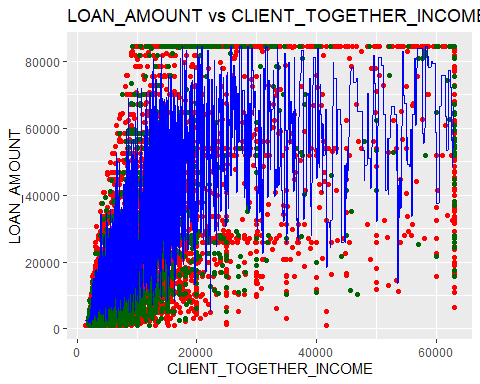 LOAN_AMOUNT vs CLIENT_TOGETHER_INCOME
80000
60000
40000
20000
0
LOAN_AMOUNT
0 20000 40000 60000
CLIENT_TOGETHER_INCOME